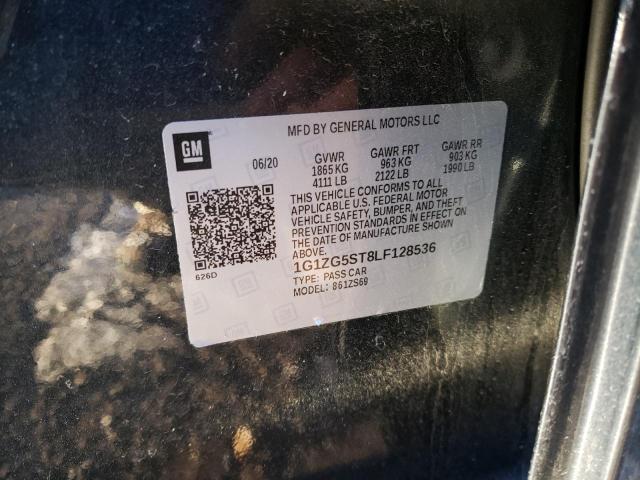 MFD BY GENERAL MOTORS LLC
GM
06/20
GVWR
1865 KG
4111 LB
GAWR FRT
963 KG
2122 LB
GAWR RR
903 KG
1990 LB
THIS VEHICLE CONFORMS TO ALL
APPLICABLE U.S. FEDERAL MOTOR
VEHICLE SAFETY, BUMPER, AND THEFT
PREVENTION STANDARDS IN EFFECT ON
THE DATE OF MANUFACTURE SHOWN
ABOVE.
1G1ZG5ST8LF128536
TYPE: PASS CAR
MODEL: 861ZS69
626D